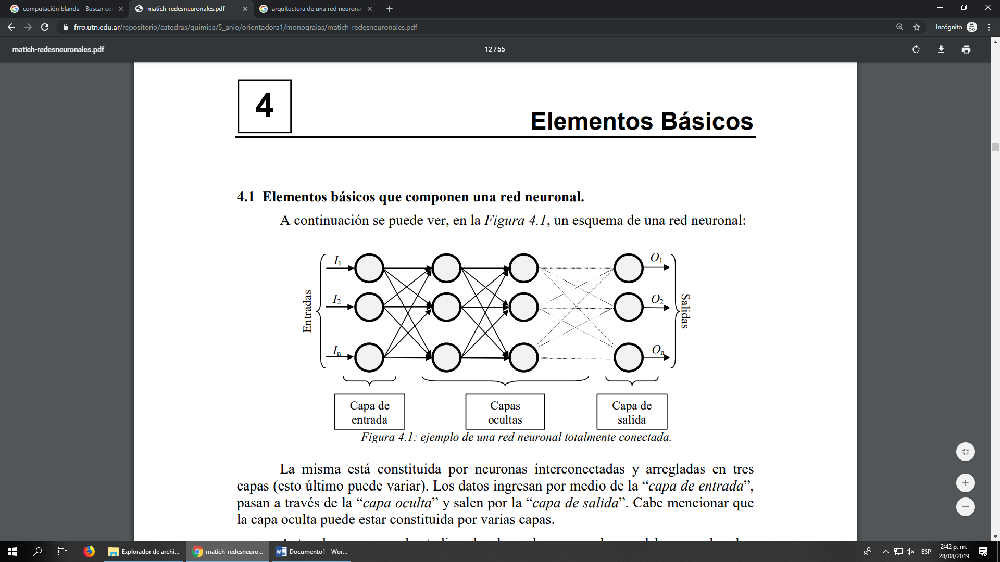 computación blanda - Buscar co
matich-redesneuronales.pdf
arquitectura de una red neurona
frro.utn.edu.ar/repositorio/catedras/quimica/5_anio/orientadora1/monograias/matich-redesneuronales.pdf
Incógnito
matich-redesneuronales.pdf
12 / 55
4
Elementos Básicos
4.1 Elementos básicos que componen una red neuronal.
A continuación se puede ver, en la Figura 4.1, un esquema de una red neuronal:
Entradas
I1
I2
In
O1
O2
On
Salidas
Capa de
entrada
Capas
ocultas
Capa de
salida
Figura 4.1: ejemplo de una red neuronal totalmente conectada.
La misma está constituida por neuronas interconectadas y arregladas en tres
capas (esto último puede variar). Los datos ingresan por medio de la “capa de entrada”,
pasan a través de la “capa oculta” y salen por la “capa de salida”. Cabe mencionar que
la capa oculta puede estar constituida por varias capas.
Explorador de archi...
matich-redesneuro...
Documento1 - Wor...
ESP
2:42 p. m.
28/08/2019